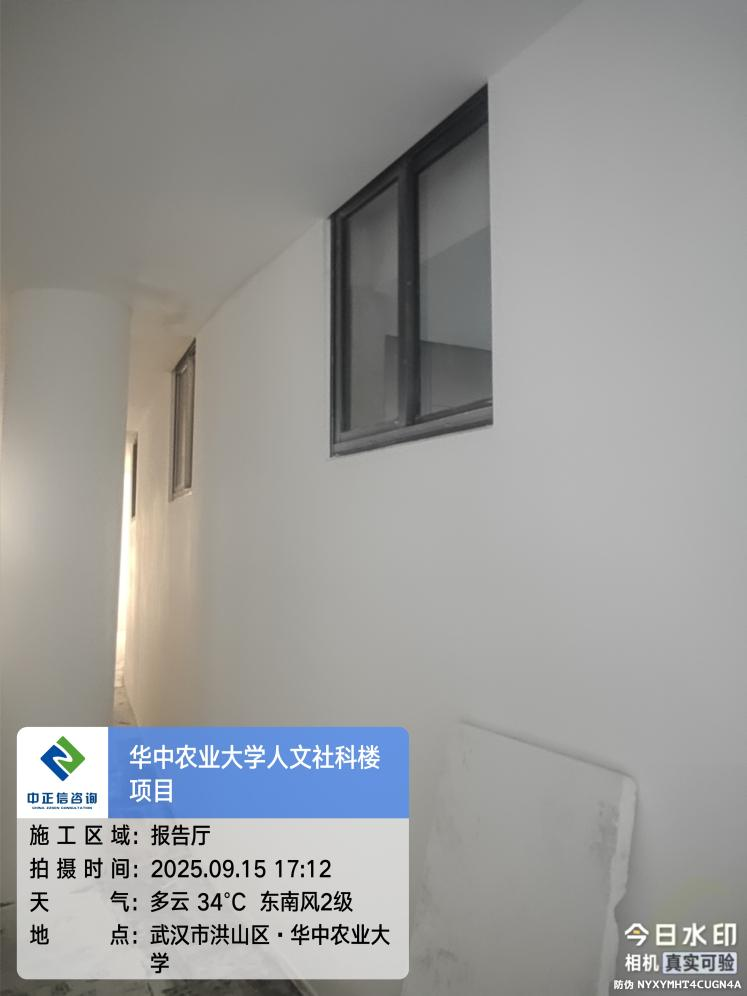 华中农业大学人文社科楼
项目
中正信咨询
施工区域：报告厅
拍摄时间：2025.09.15 17:12
天气：多云 34℃ 东南风2级
地点：武汉市洪山区·华中农业大
学
今日水印
相机 真实可验
防伪 NYXYMHT4CUGN4A